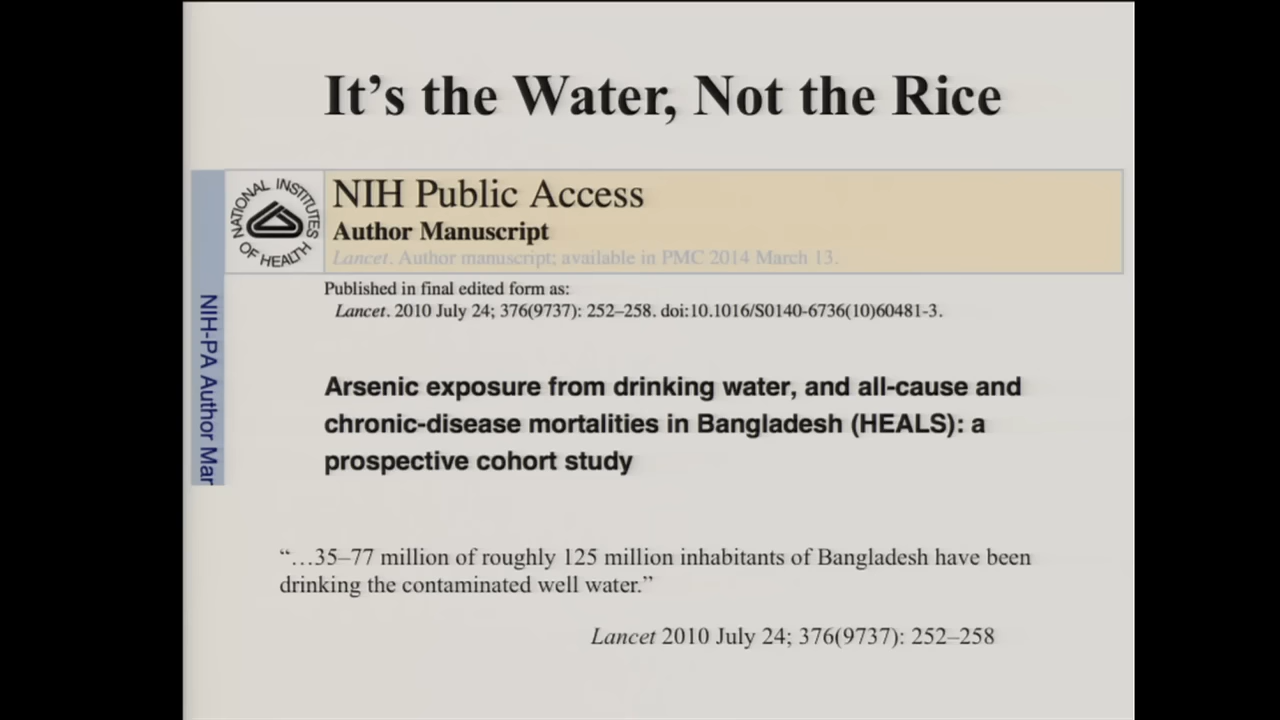 It’s the Water, Not the Rice
NATIONAL INSTITUTES OF HEALTH
NIH Public Access
Author Manuscript
Lancet. Author manuscript; available in PMC 2014 March 13.
Published in final edited form as:
Lancet. 2010 July 24; 376(9737): 252–258. doi:10.1016/S0140-6736(10)60481-3.
NIH-PA Author Mar
Arsenic exposure from drinking water, and all-cause and
chronic-disease mortalities in Bangladesh (HEALS): a
prospective cohort study
“…35–77 million of roughly 125 million inhabitants of Bangladesh have been
drinking the contaminated well water.”
Lancet 2010 July 24; 376(9737): 252–258